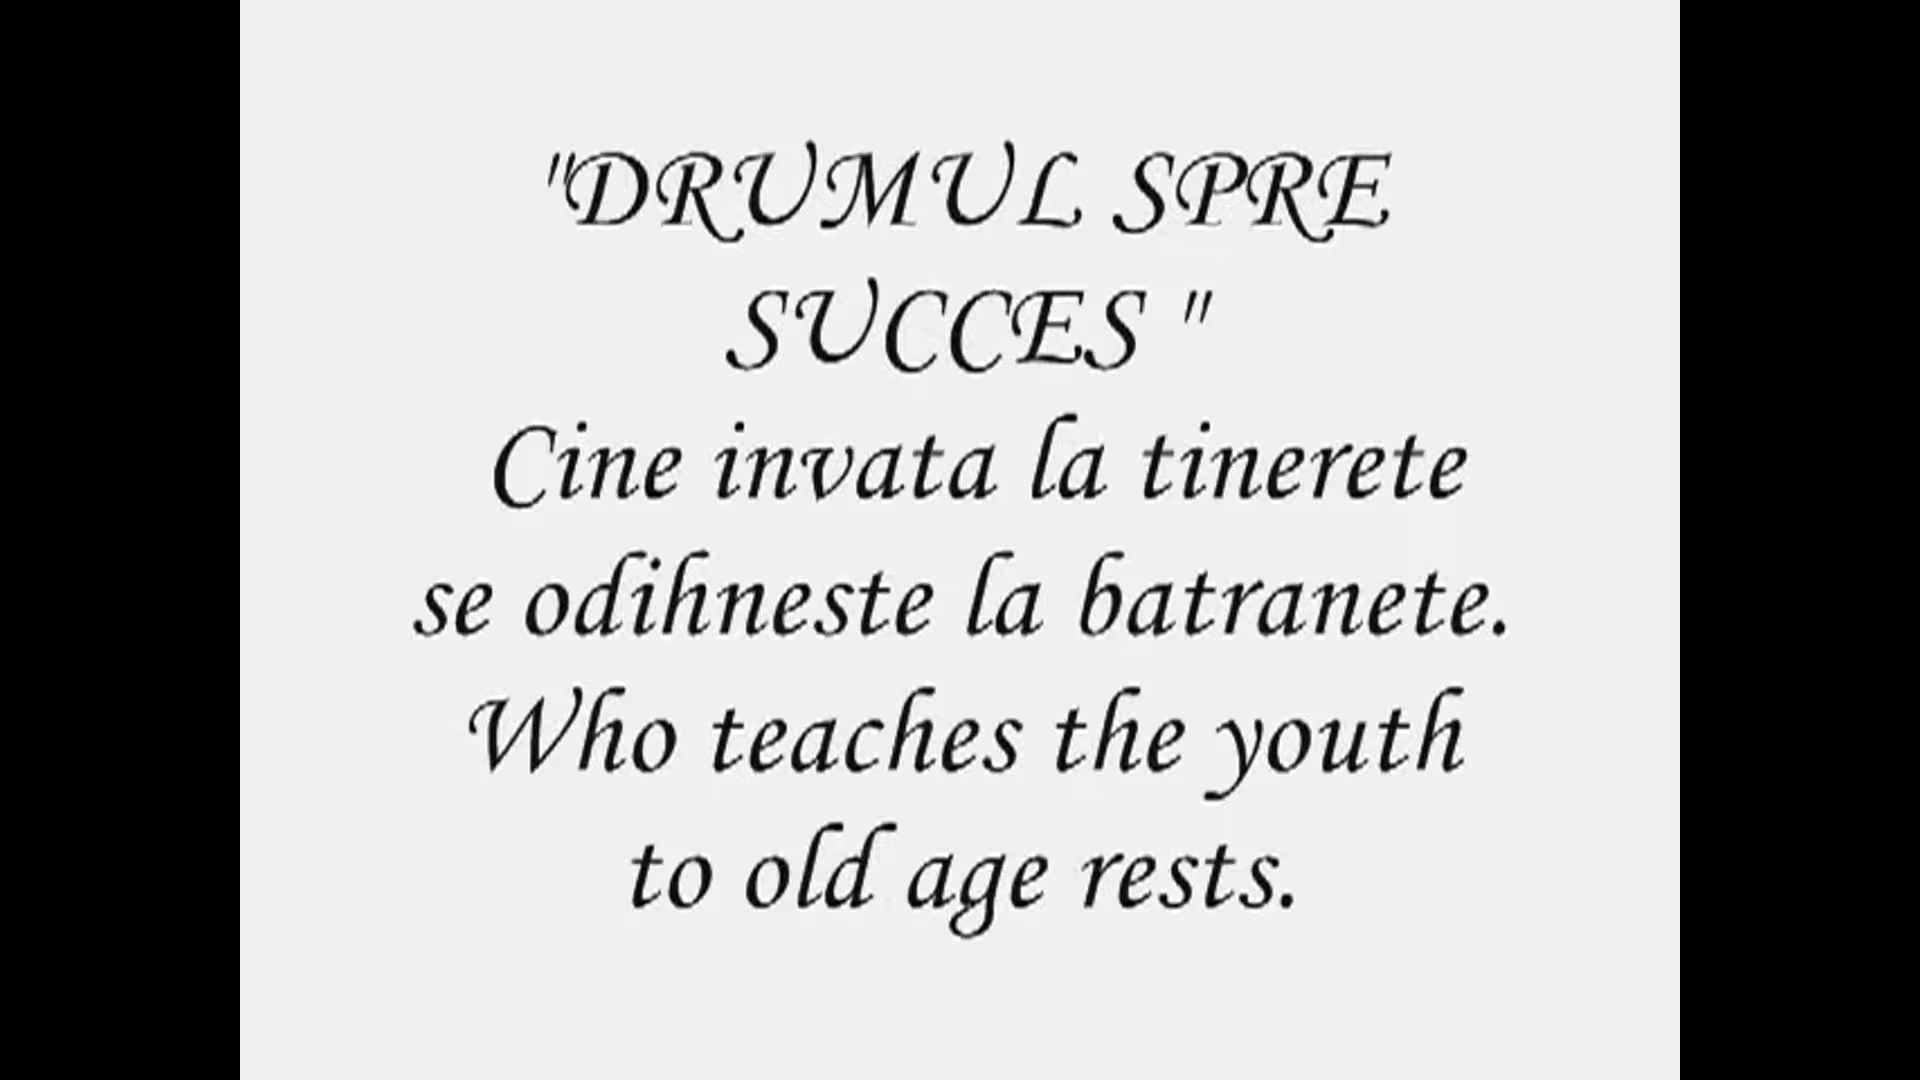 "DRUMUL SPRE
SUCCES "
Cine invata la tinerete
se odihneste la batranete.
Who teaches the youth
to old age rests.